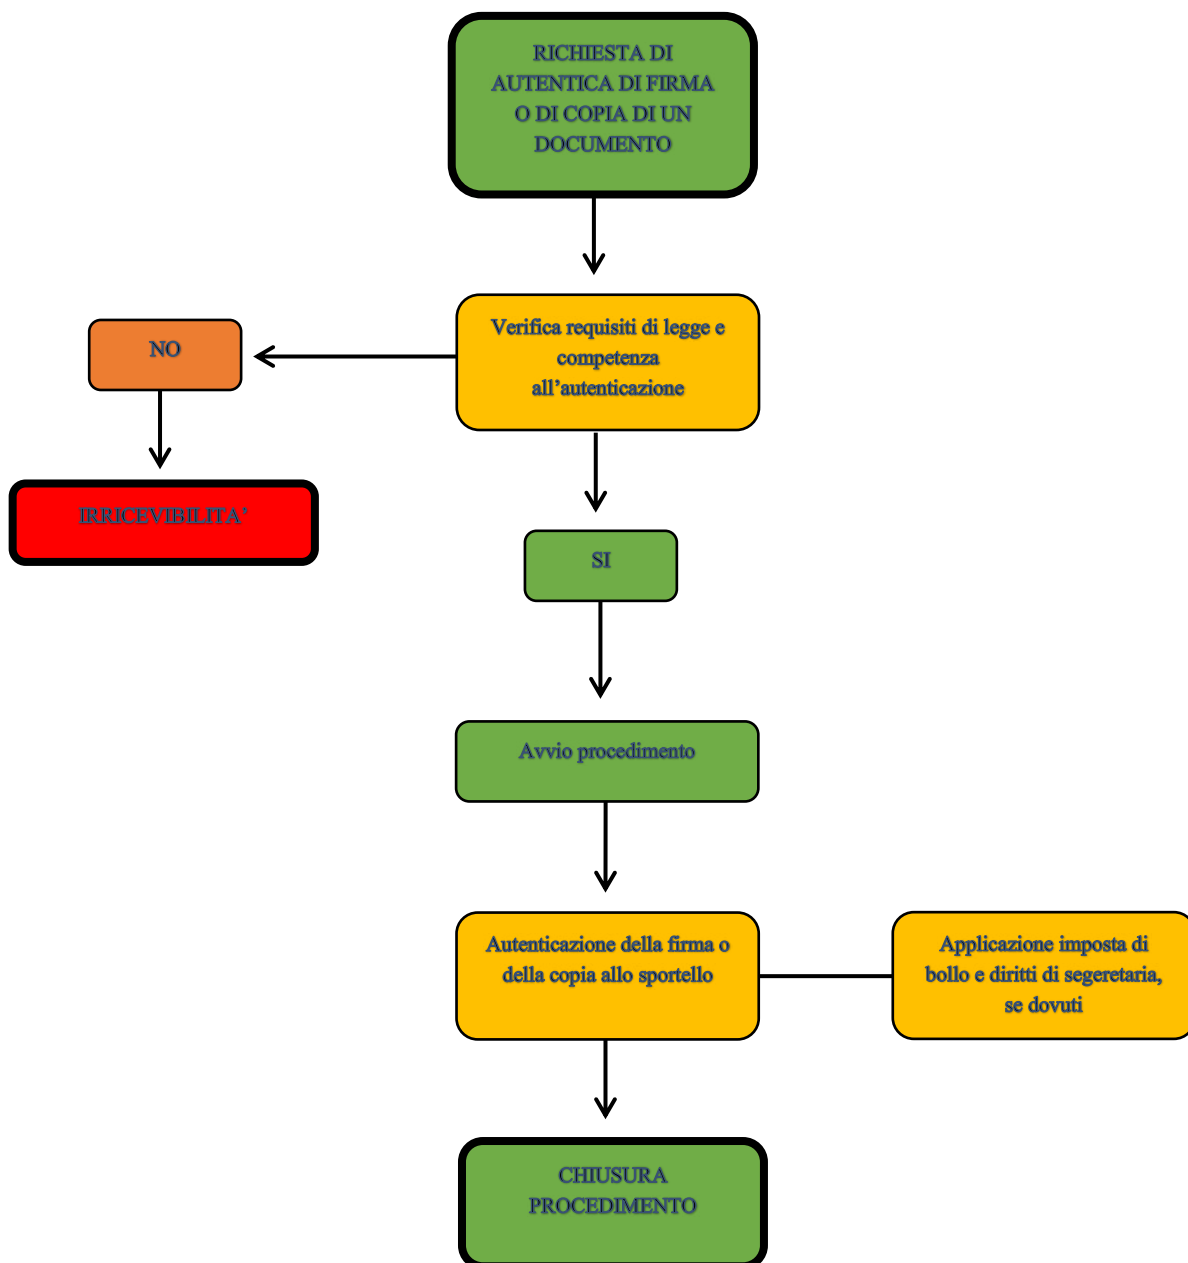 RICHIESTA DI
AUTENTICA DI FIRMA
O DI COPIA DI UN
DOCUMENTO
Verifica requisiti di legge e
competenza
all’autenticazione
NO
IRRICEVIBILITA’
SI
Avvio procedimento
Autenticazione della firma o
della copia allo sportello
Applicazione imposta di
bollo e diritti di segeretaria,
se dovuti
CHIUSURA
PROCEDIMENTO